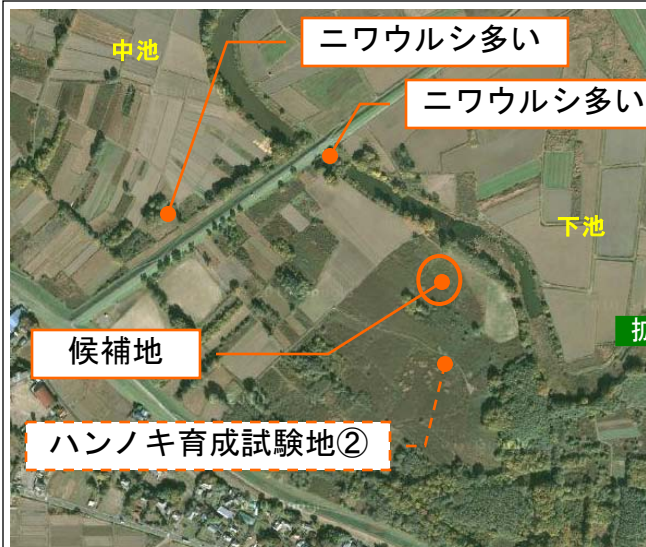 中池
ニワウルシ多い
ニワウルシ多い
下池
拡
候補地
ハンノキ育成試験地②